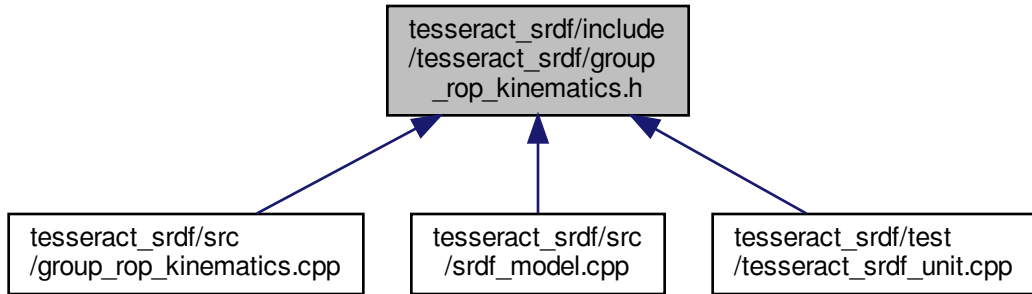 tesseract_srdf/include
/tesseract_srdf/group
_rop_kinematics.h
tesseract_srdf/src
/group_rop_kinematics.cpp
tesseract_srdf/src
/srdf_model.cpp
tesseract_srdf/test
/tesseract_srdf_unit.cpp